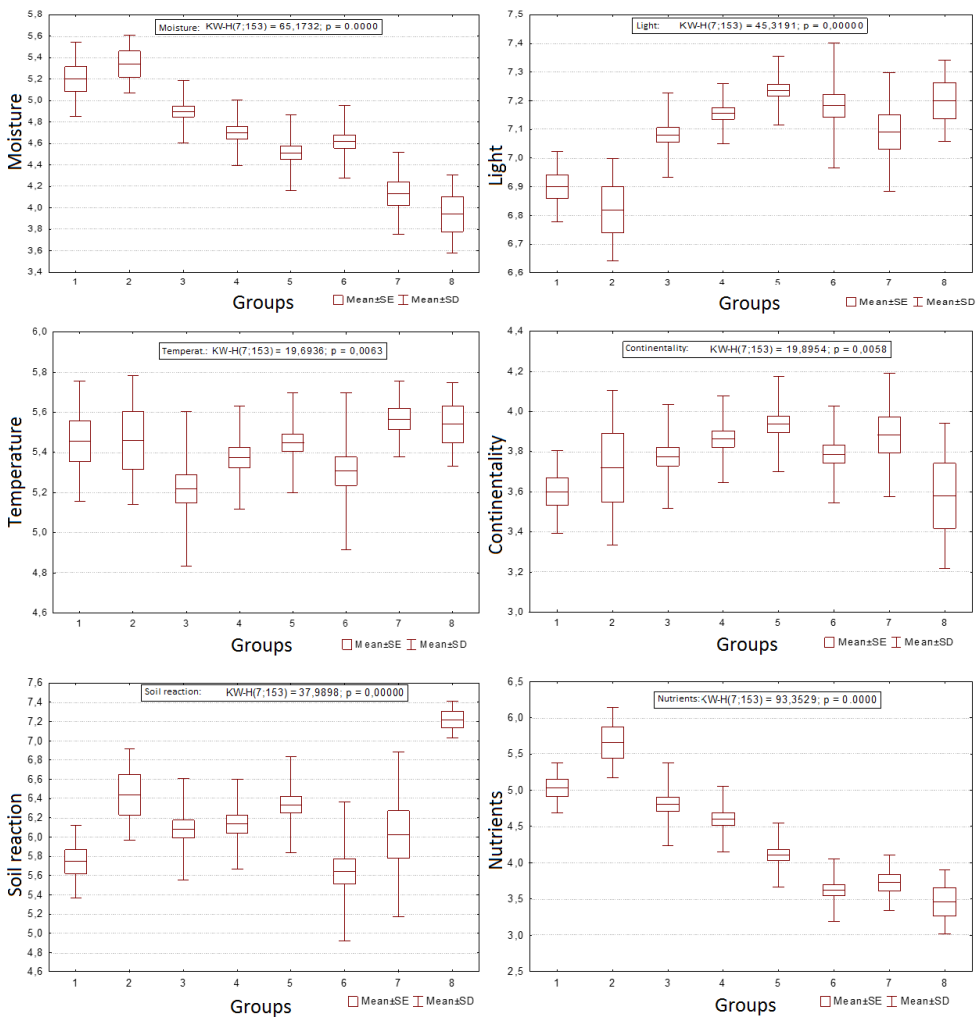 Moisture: KW-H(7;153) = 65,1732; p = 0.0000
5,8
5,6
5,4
5,2
5,0
4,8
4,6
4,4
4,2
4,0
3,8
3,6
3,4
Moisture
1 2 3 4 5 6 7 8
Groups
Mean±SE Mean±SD
Light: KW-H(7;153) = 45,3191; p = 0,00000
7,5
7,4
7,3
7,2
7,1
7,0
6,9
6,8
6,7
6,6
Light
1 2 3 4 5 6 7 8
Groups
Mean±SE Mean±SD
Temperat.: KW-H(7;153) = 19,6936; p = 0,0063
6,0
5,8
5,6
5,4
5,2
5,0
4,8
4,6
Temperature
1 2 3 4 5 6 7 8
Groups
Mean±SE Mean±SD
Continentality: KW-H(7;153) = 19,8954; p = 0,0058
4,4
4,2
4,0
3,8
3,6
3,4
3,2
3,0
Continentality
1 2 3 4 5 6 7 8
Groups
Mean±SE Mean±SD
Soil reaction: KW-H(7;153) = 37,9898; p = 0,00000
7,6
7,4
7,2
7,0
6,8
6,6
6,4
6,2
6,0
5,8
5,6
5,4
5,2
5,0
4,8
4,6
Soil reaction
1 2 3 4 5 6 7 8
Groups
Mean±SE Mean±SD
Nutrients: KW-H(7;153) = 93,3529; p = 0.0000
6,5
6,0
5,5
5,0
4,5
4,0
3,5
3,0
2,5
Nutrients
1 2 3 4 5 6 7 8
Groups
Mean±SE Mean±SD